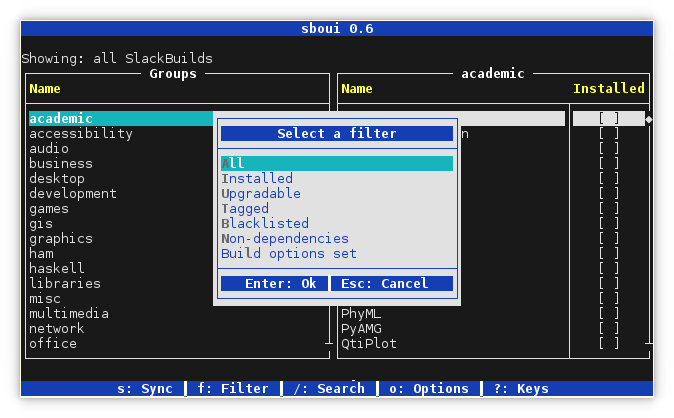 sboui 0.6
Showing: all SlackBuilds
Groups
academic
Name
Name Installed
academic [ ]
accessibility n [ ]
audio [ ]
business [ ]
desktop [ ]
development [ ]
games [ ]
gis [ ]
graphics [ ]
ham [ ]
haskell [ ]
libraries [ ]
misc [ ]
multimedia PhyML [ ]
network PyAMG [ ]
office QtiPlot [ ]
Select a filter
All
Installed
Upgradable
Tagged
Blacklisted
Non-dependencies
Build options set
Enter: Ok Esc: Cancel
s: Sync f: Filter /: Search o: Options ?: Keys